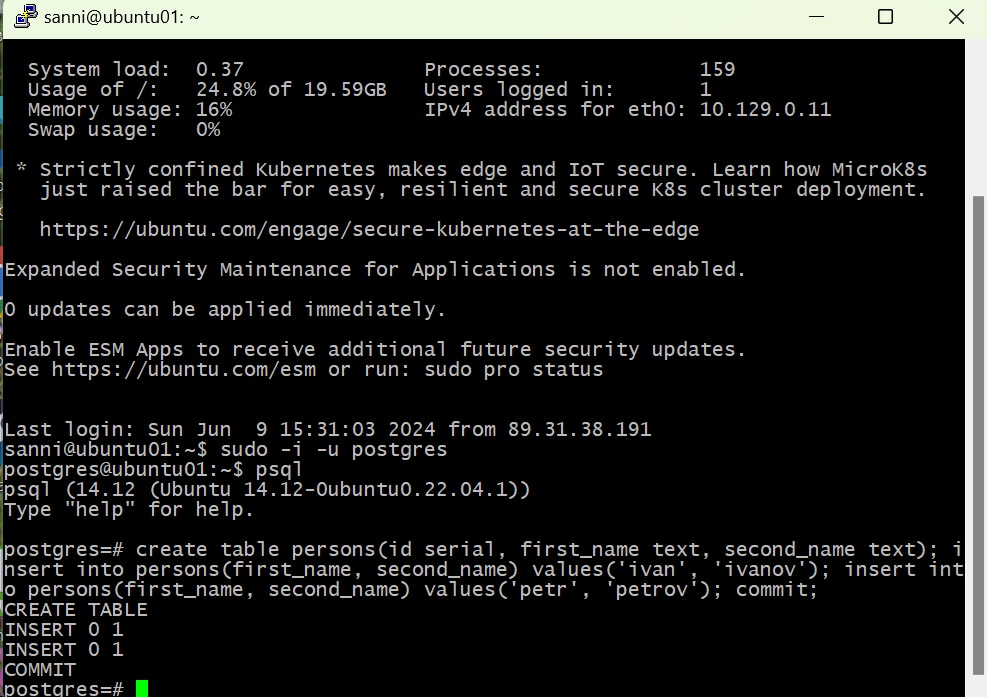 sanni@ubuntu01: ~
System load:  0.37               Processes:             159
Usage of /:   24.8% of 19.59GB   Users logged in:       1
Memory usage: 16%                IPv4 address for eth0: 10.129.0.11
Swap usage:   0%
* Strictly confined Kubernetes makes edge and IoT secure. Learn how MicroK8s
just raised the bar for easy, resilient and secure K8s cluster deployment.
https://ubuntu.com/engage/secure-kubernetes-at-the-edge
Expanded Security Maintenance for Applications is not enabled.
0 updates can be applied immediately.
Enable ESM Apps to receive additional future security updates.
See https://ubuntu.com/esm or run: sudo pro status
Last login: Sun Jun  9 15:31:03 2024 from 89.31.38.191
sanni@ubuntu01:~$ sudo -i -u postgres
postgres@ubuntu01:~$ psql
psql (14.12 (Ubuntu 14.12-0ubuntu0.22.04.1))
Type "help" for help.
postgres=# create table persons(id serial, first_name text, second_name text); i
nsert into persons(first_name, second_name) values('ivan', 'ivanov'); insert int
o persons(first_name, second_name) values('petr', 'petrov'); commit;
CREATE TABLE
INSERT 0 1
INSERT 0 1
COMMIT
postgres=#